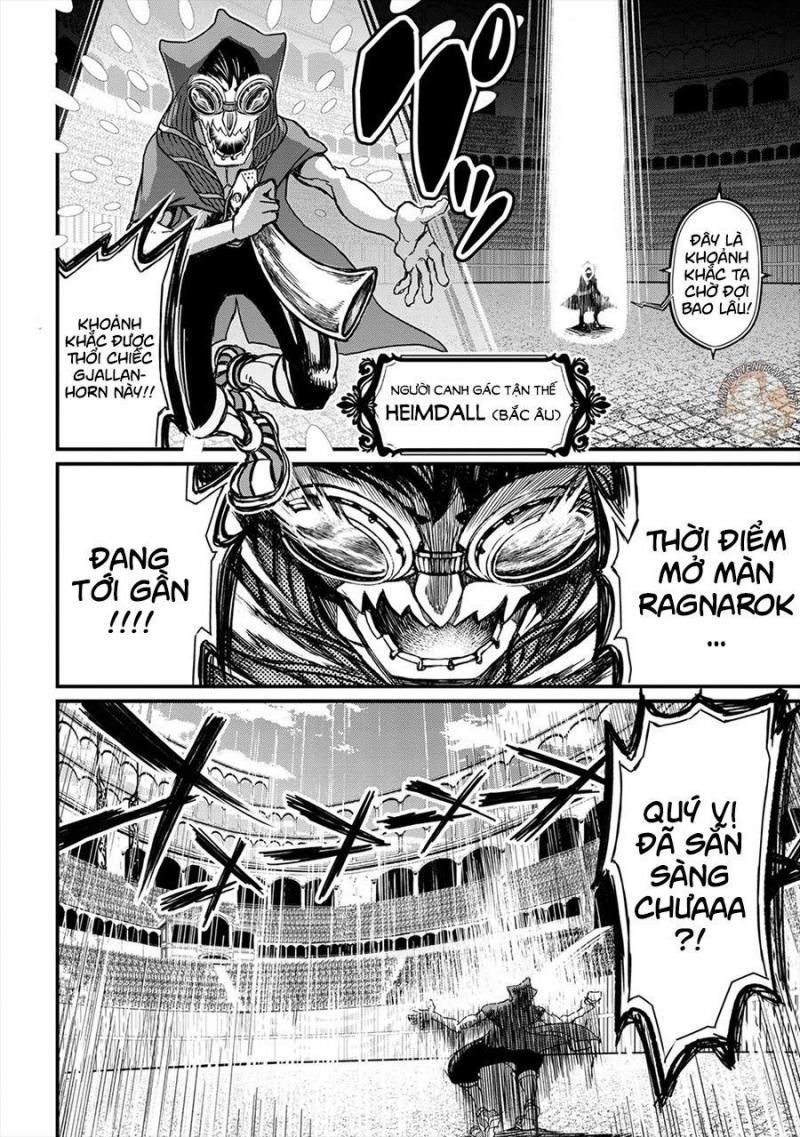 ĐÂY LÀ
KHOẢNH
KHẮC TA
CHỜ ĐỢI
BAO LÂU!
KHOẢNH
KHẮC ĐƯỢC
THỔI CHIẾC
GJALLAN-
HORN NÀY!!
NGƯỜI CANH GÁC TẬN THẾ
HEIMDALL (BẮC ÂU)
THỜI ĐIỂM
MỞ MÀN
RAGNAROK
...
ĐANG
TỚI GẦN
!!!!
QUÝ VỊ
ĐÃ SẴN
SÀNG
CHƯAAA
?!